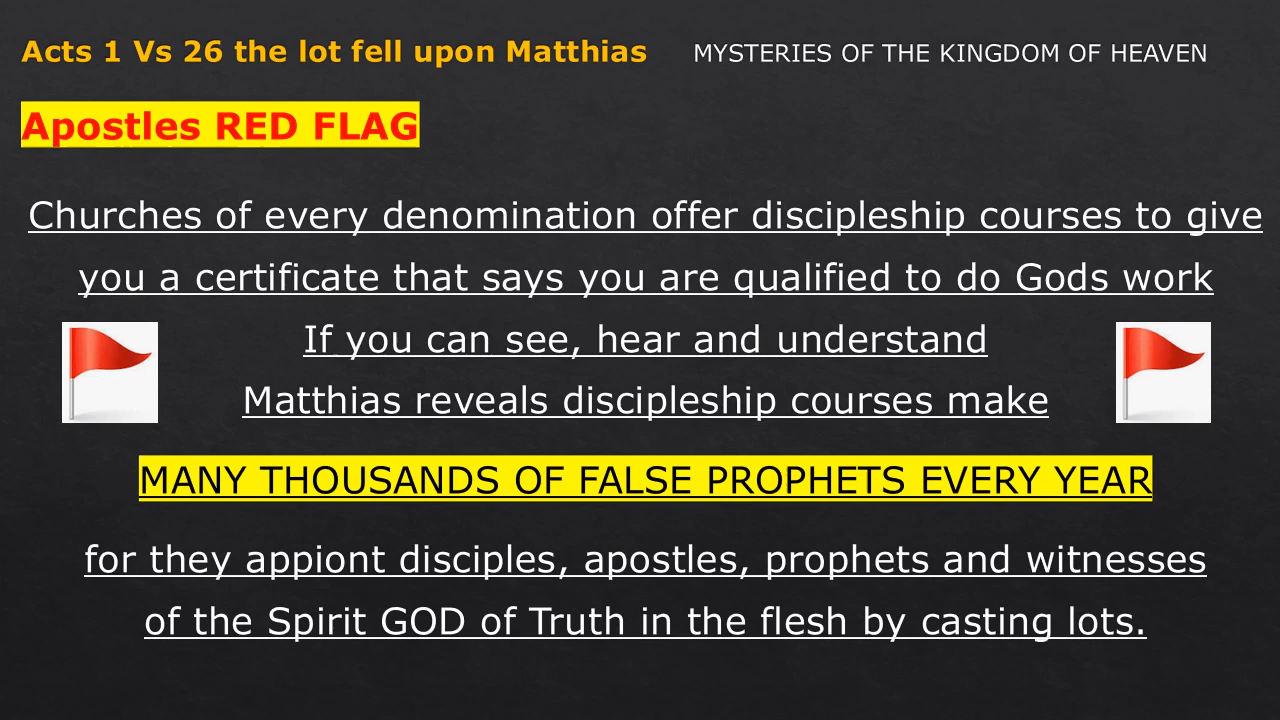 Acts 1 Vs 26 the lot fell upon Matthias MYSTERIES OF THE KINGDOM OF HEAVEN
Apostles RED FLAG
Churches of every denomination offer discipleship courses to give
you a certificate that says you are qualified to do Gods work
If you can see, hear and understand
Matthias reveals discipleship courses make
MANY THOUSANDS OF FALSE PROPHETS EVERY YEAR
for they appiont disciples, apostles, prophets and witnesses
of the Spirit GOD of Truth in the flesh by casting lots.